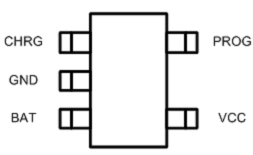 CHRG PROG
GND
BAT VCC